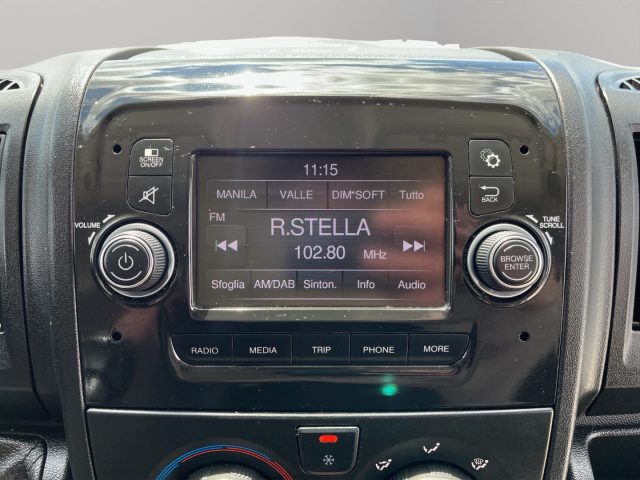 SCREEN
ON/OFF
BACK
VOLUME
TUNE
SCROLL
BROWSE
ENTER
11:15
MANILA VALLE DIM*SOFT Tutto
FM
R.STELLA
102.80 MHz
Sfoglia AM/DAB Sinton. Info Audio
RADIO MEDIA TRIP PHONE MORE